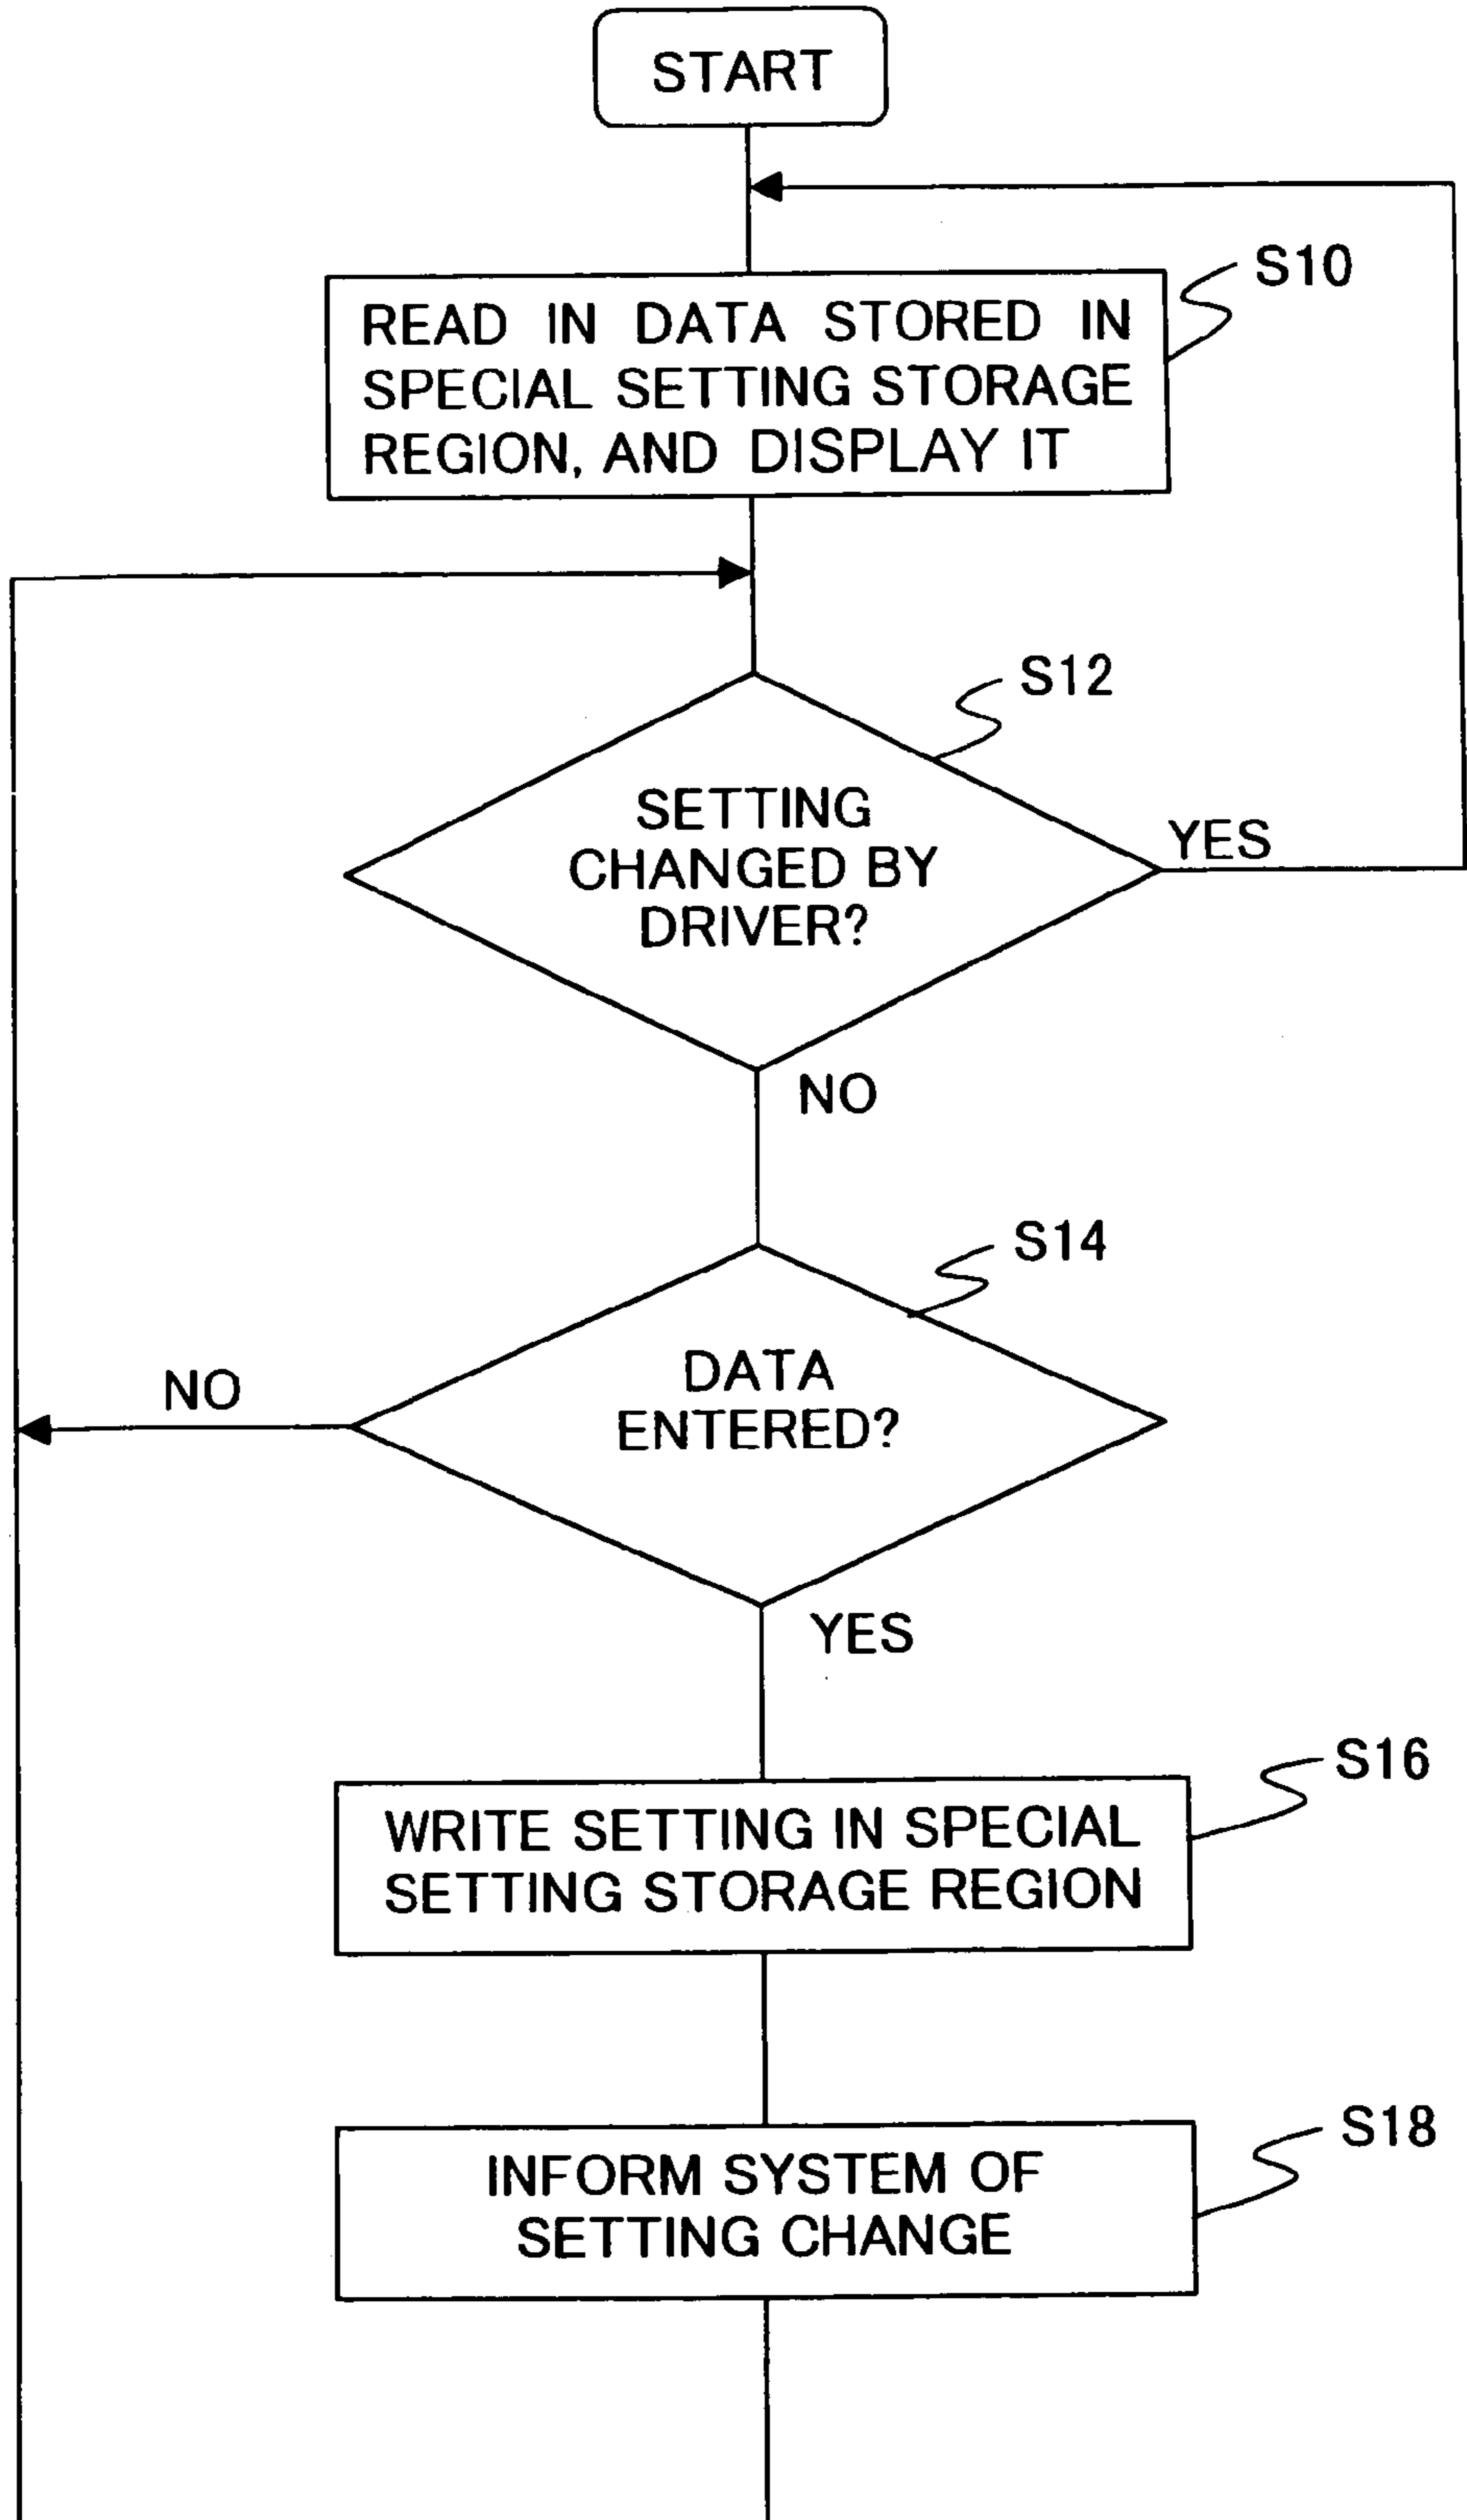 START
S10
READ IN DATA STORED IN
SPECIAL SETTING STORAGE
REGION, AND DISPLAY IT
S12
SETTING
CHANGED BY
DRIVER?
YES
NO
S14
DATA
ENTERED?
NO
YES
S16
WRITE SETTING IN SPECIAL
SETTING STORAGE REGION
S18
INFORM SYSTEM OF
SETTING CHANGE